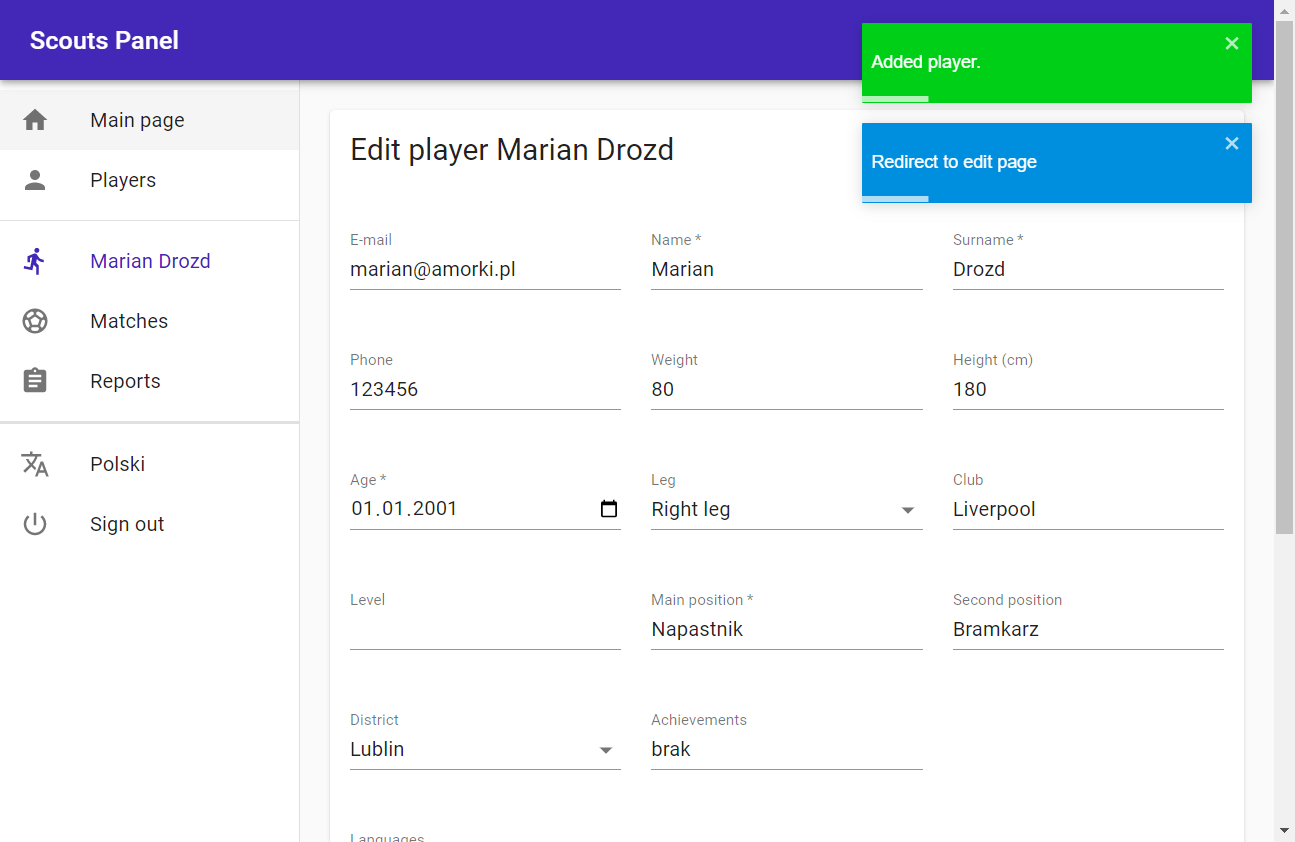 Scouts Panel
Added player.
Redirect to edit page
Main page
Players
Marian Drozd
Matches
Reports
Polski
Sign out
Edit player Marian Drozd
E-mail
marian@amorki.pl
Name *
Marian
Surname *
Drozd
Phone
123456
Weight
80
Height (cm)
180
Age *
01.01.2001
Leg
Right leg
Club
Liverpool
Level
Main position *
Napastnik
Second position
Bramkarz
District
Lublin
Achievements
brak
Languages